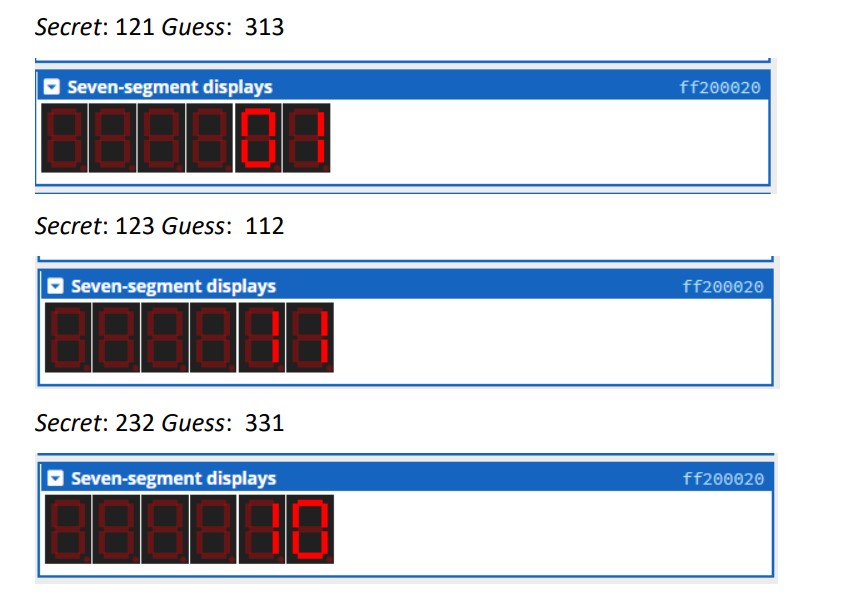 Secret: 121 Guess:  313
Seven-segment displays ff200020
01
Secret: 123 Guess:  112
Seven-segment displays ff200020
11
Secret: 232 Guess:  331
Seven-segment displays ff200020
10